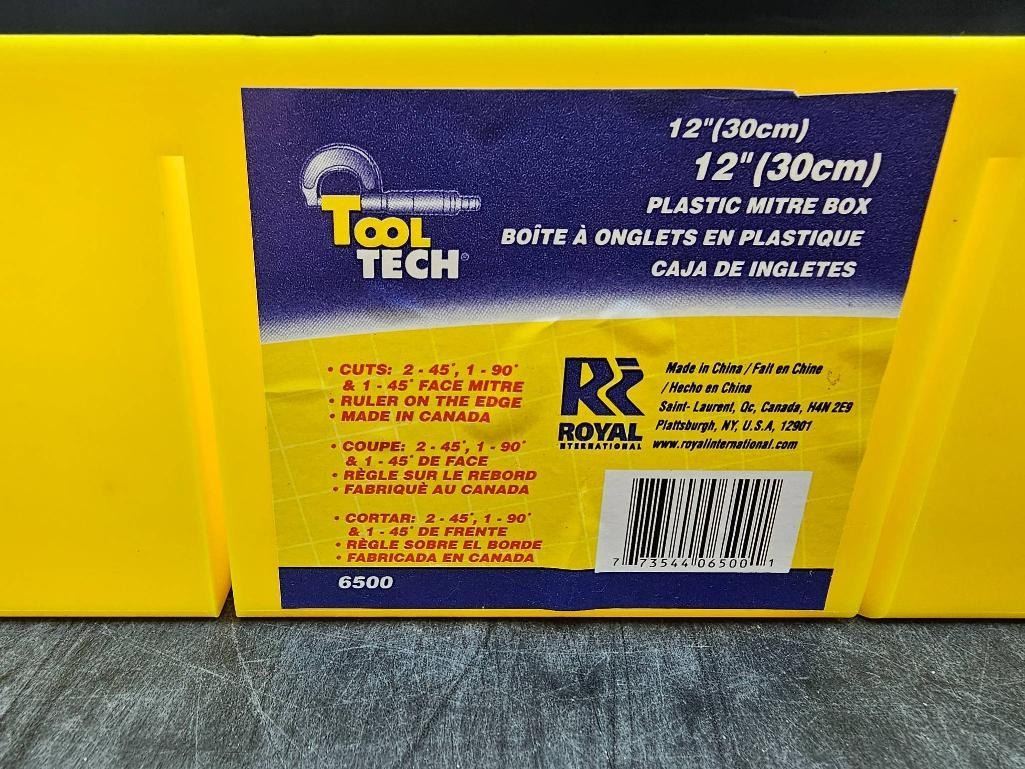 12"(30cm)
12"(30cm)
PLASTIC MITRE BOX
BOÎTE À ONGLETS EN PLASTIQUE
CAJA DE INGLETES
TOOL
TECH®
• CUTS: 2 - 45°, 1 - 90°
& 1 - 45° FACE MITRE
• RULER ON THE EDGE
• MADE IN CANADA
• COUPE: 2 - 45°, 1 - 90°
& 1 - 45° DE FACE
• RÈGLE SUR LE REBORD
• FABRIQUÈ AU CANADA
• CORTAR: 2 - 45°, 1 - 90°
& 1 - 45° DE FRENTE
• RÈGLE SOBRE EL BORDE
• FABRICADA EN CANADA
6500
RI
ROYAL
INTERNATIONAL
Made in China / Fait en Chine
/ Hecho en China
Saint- Laurent, Qc, Canada, H4N 2E9
Plattsburgh, NY, U.S.A, 12901
www.royalinternational.com
7 73544 06500 1